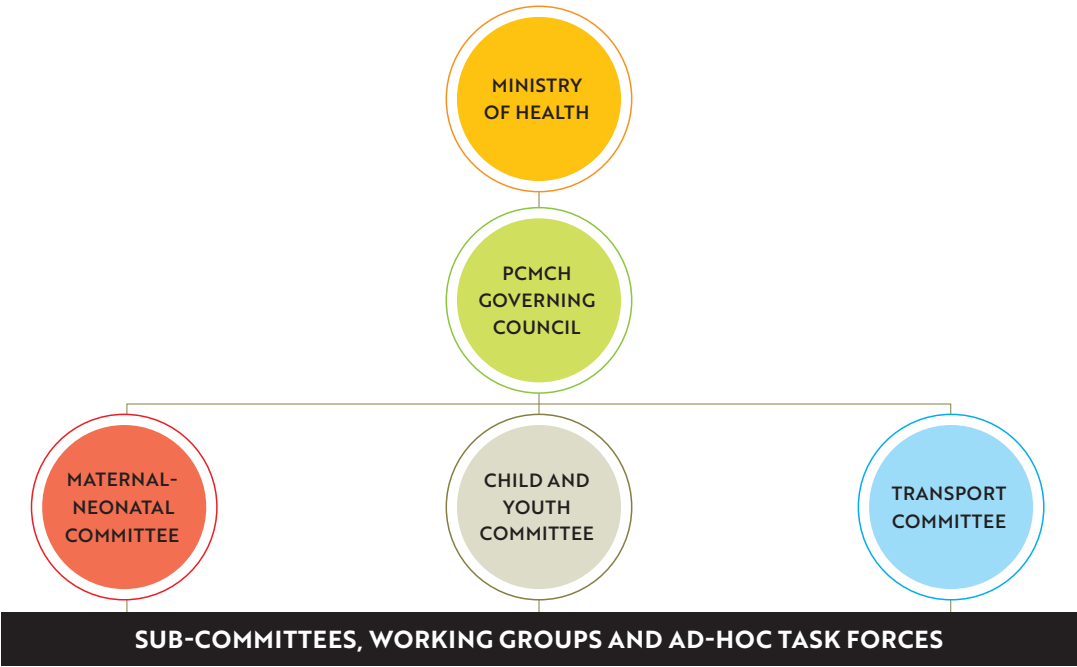 MINISTRY
OF HEALTH
PCMCH
GOVERNING
COUNCIL
MATERNAL-
NEONATAL
COMMITTEE
CHILD AND
YOUTH
COMMITTEE
TRANSPORT
COMMITTEE
SUB-COMMITTEES, WORKING GROUPS AND AD-HOC TASK FORCES